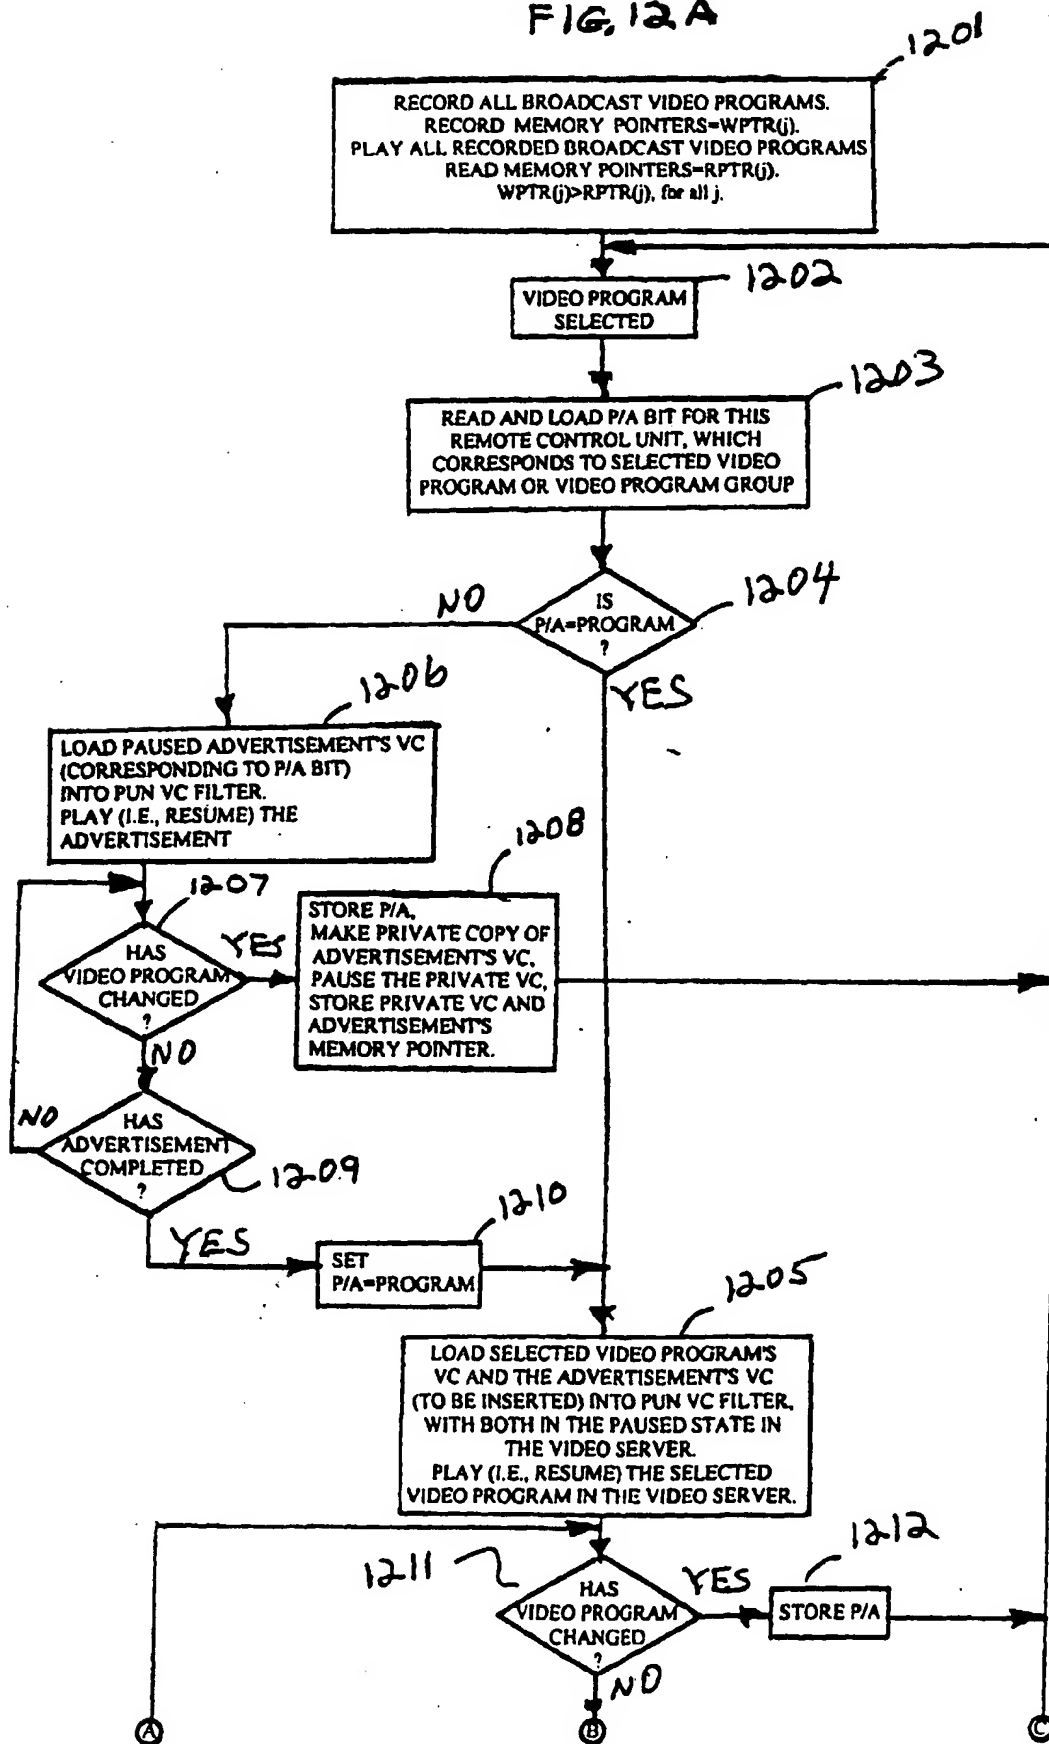 FIG. 12A
1201
RECORD ALL BROADCAST VIDEO PROGRAMS.
RECORD MEMORY POINTERS=WPTR(j).
PLAY ALL RECORDED BROADCAST VIDEO PROGRAMS
READ MEMORY POINTERS=RPTR(j).
WPTR(j)>RPTR(j), for all j.
1202
VIDEO PROGRAM
SELECTED
1203
READ AND LOAD P/A BIT FOR THIS
REMOTE CONTROL UNIT, WHICH
CORRESPONDS TO SELECTED VIDEO
PROGRAM OR VIDEO PROGRAM GROUP
1204
IS
P/A=PROGRAM
?
NO
YES
1206
LOAD PAUSED ADVERTISEMENT'S VC
(CORRESPONDING TO P/A BIT)
INTO PUN VC FILTER.
PLAY (I.E., RESUME) THE
ADVERTISEMENT
1207
HAS
VIDEO PROGRAM
CHANGED
?
YES
NO
1208
STORE P/A,
MAKE PRIVATE COPY OF
ADVERTISEMENT'S VC,
PAUSE THE PRIVATE VC,
STORE PRIVATE VC AND
ADVERTISEMENT'S
MEMORY POINTER.
NO
HAS
ADVERTISEMENT
COMPLETED
?
1209
YES
1210
SET
P/A=PROGRAM
1205
LOAD SELECTED VIDEO PROGRAM'S
VC AND THE ADVERTISEMENT'S VC
(TO BE INSERTED) INTO PUN VC FILTER,
WITH BOTH IN THE PAUSED STATE IN
THE VIDEO SERVER.
PLAY (I.E., RESUME) THE SELECTED
VIDEO PROGRAM IN THE VIDEO SERVER.
1211
HAS
VIDEO PROGRAM
CHANGED
?
YES
1212
STORE P/A
NO
A
B
C